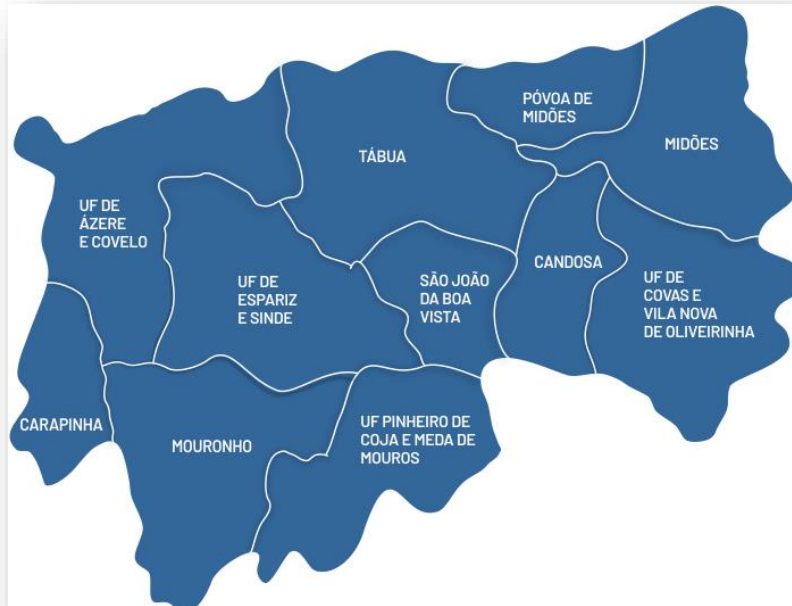 PÓVOA DE
MIDÕES
MIDÕES
TÁBUA
UF DE
ÁZERE
E COVELO
CANDOSA
UF DE
ESPARIZ
E SINDE
SÃO JOÃO
DA BOA
VISTA
UF DE
COVAS E
VILA NOVA
DE OLIVEIRINHA
CARAPINHA
MOURONHO
UF PINHEIRO DE
COJA E MEDA DE
MOUROS